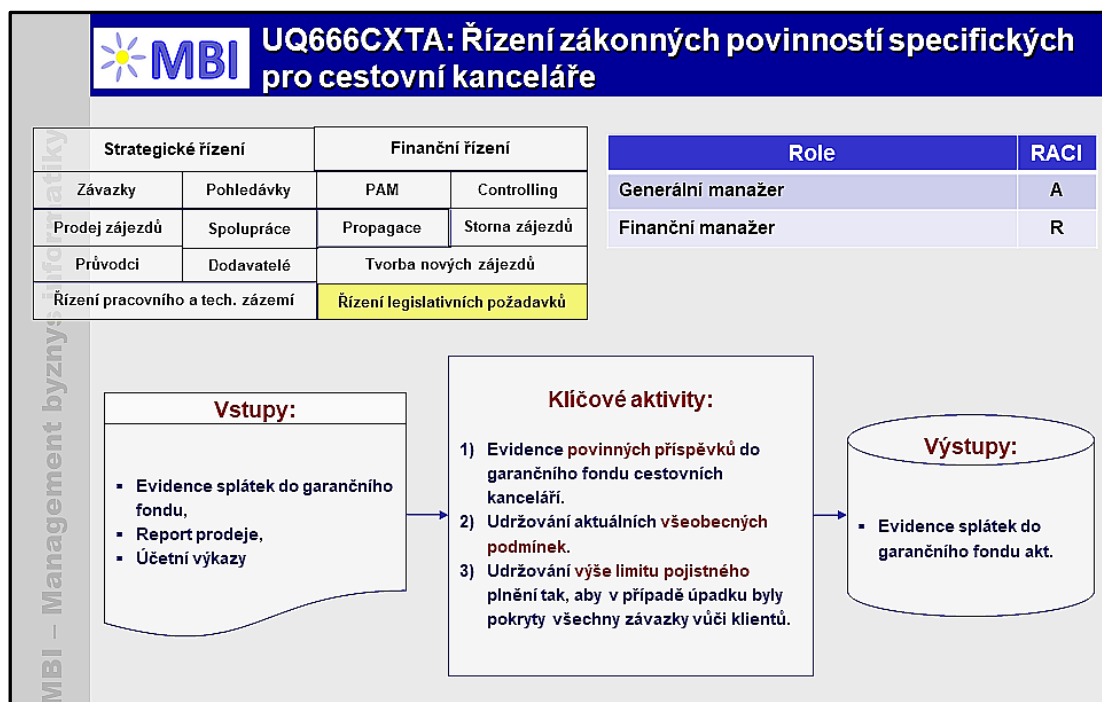 MBI
UQ666CXTA: Řízení zákonných povinností specifických
pro cestovní kanceláře
Strategické řízení
Finanční řízení
Závazky
Pohledávky
PAM
Controlling
Prodej zájezdů
Spolupráce
Propagace
Storna zájezdů
Průvodci
Dodavatelé
Tvorba nových zájezdů
Řízení pracovního a tech. zázemí
Řízení legislativních požadavků
Role
RACI
Generální manažer
A
Finanční manažer
R
Vstupy:
▪ Evidence splátek do garančního
fondu,
▪ Report prodeje,
▪ Účetní výkazy
Klíčové aktivity:
1) Evidence povinných příspěvků do
garančního fondu cestovních
kanceláří.
2) Udržování aktuálních všeobecných
podmínek.
3) Udržování výše limitu pojistného
plnění tak, aby v případě úpadku byly
pokryty všechny závazky vůči klientů.
Výstupy:
▪ Evidence splátek do
garančního fondu akt.
MBI – Management byznys informatiky